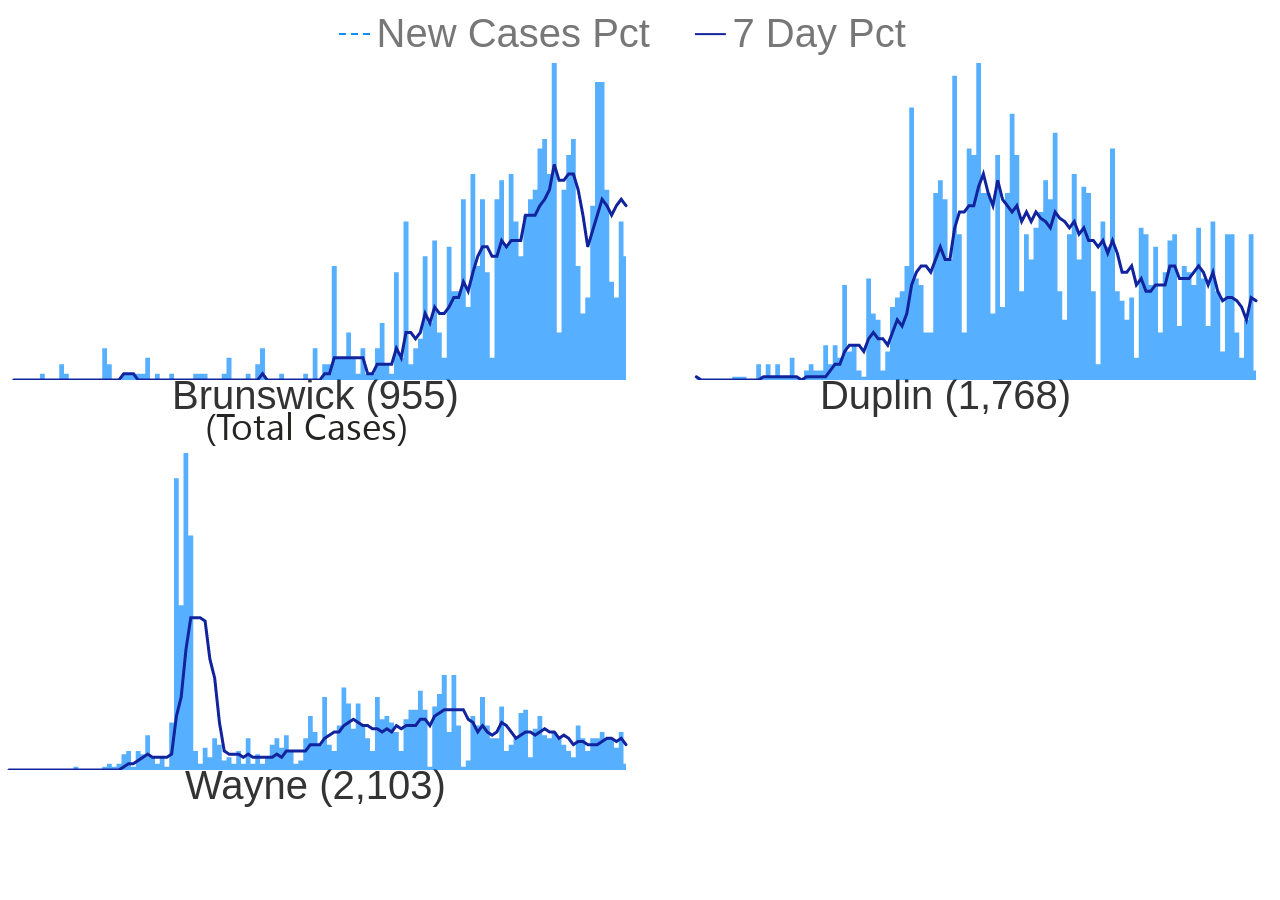 New Cases Pct 7 Day Pct
Brunswick (955)
(Total Cases)
Duplin (1,768)
Wayne (2,103)